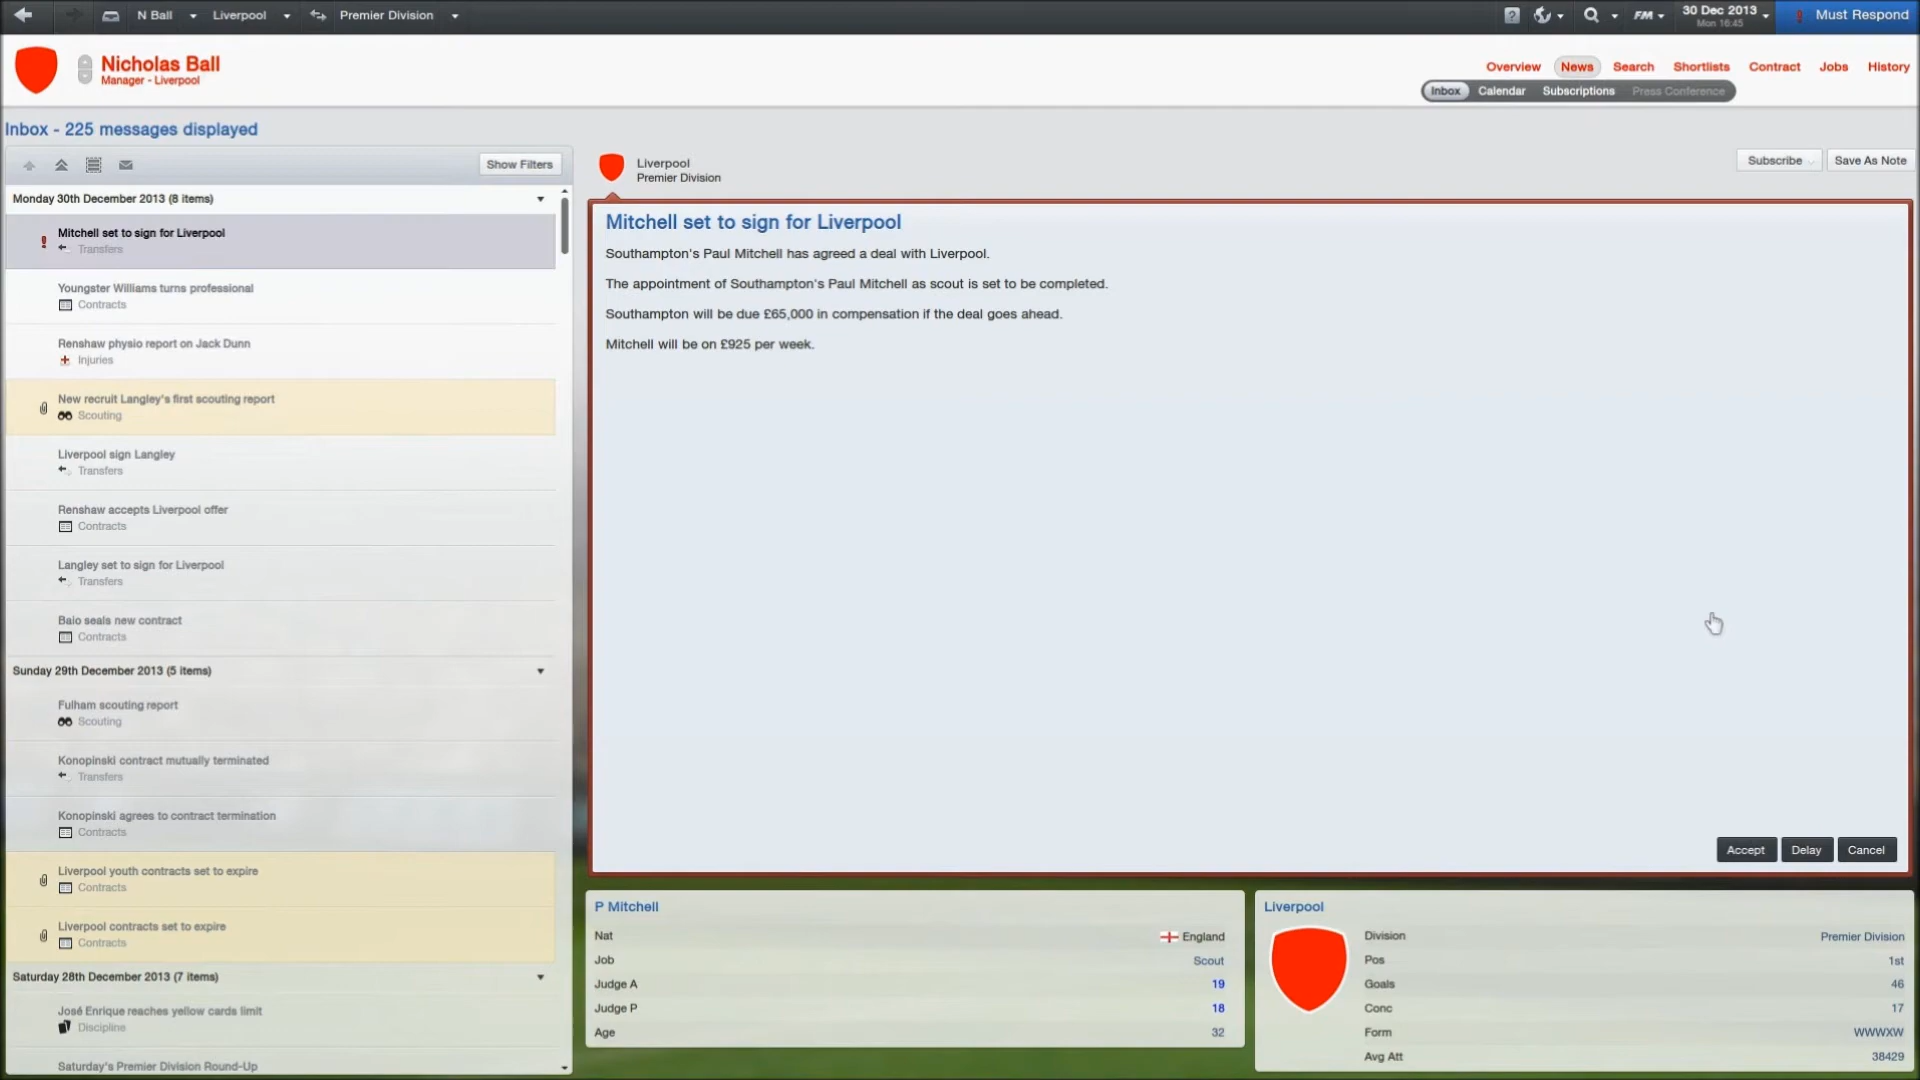 N Ball
Liverpool
Premier Division
?
FM
30 Dec 2013
Mon 16:45
Must Respond
Nicholas Ball
Manager - Liverpool
Overview
News
Search
Shortlists
Contract
Jobs
History
Inbox
Calendar
Subscriptions
Press Conference
Inbox - 225 messages displayed
Show Filters
Liverpool
Premier Division
Subscribe
Save As Note
Monday 30th December 2013 (8 items)
Mitchell set to sign for Liverpool
Transfers
Youngster Williams turns professional
Contracts
Renshaw physio report on Jack Dunn
Injuries
New recruit Langley's first scouting report
Scouting
Liverpool sign Langley
Transfers
Renshaw accepts Liverpool offer
Contracts
Langley set to sign for Liverpool
Transfers
Baio seals new contract
Contracts
Sunday 29th December 2013 (5 items)
Fulham scouting report
Scouting
Konopinski contract mutually terminated
Transfers
Konopinski agrees to contract termination
Contracts
Liverpool youth contracts set to expire
Contracts
Liverpool contracts set to expire
Contracts
Saturday 28th December 2013 (7 items)
José Enrique reaches yellow cards limit
Discipline
Saturday's Premier Division Round-Up
Mitchell set to sign for Liverpool
Southampton's Paul Mitchell has agreed a deal with Liverpool.
The appointment of Southampton's Paul Mitchell as scout is set to be completed.
Southampton will be due £65,000 in compensation if the deal goes ahead.
Mitchell will be on £925 per week.
Accept
Delay
Cancel
P Mitchell
Nat England
Job Scout
Judge A 19
Judge P 18
Age 32
Liverpool
Division Premier Division
Pos 1st
Goals 46
Conc 17
Form WWWXW
Avg Att 38429